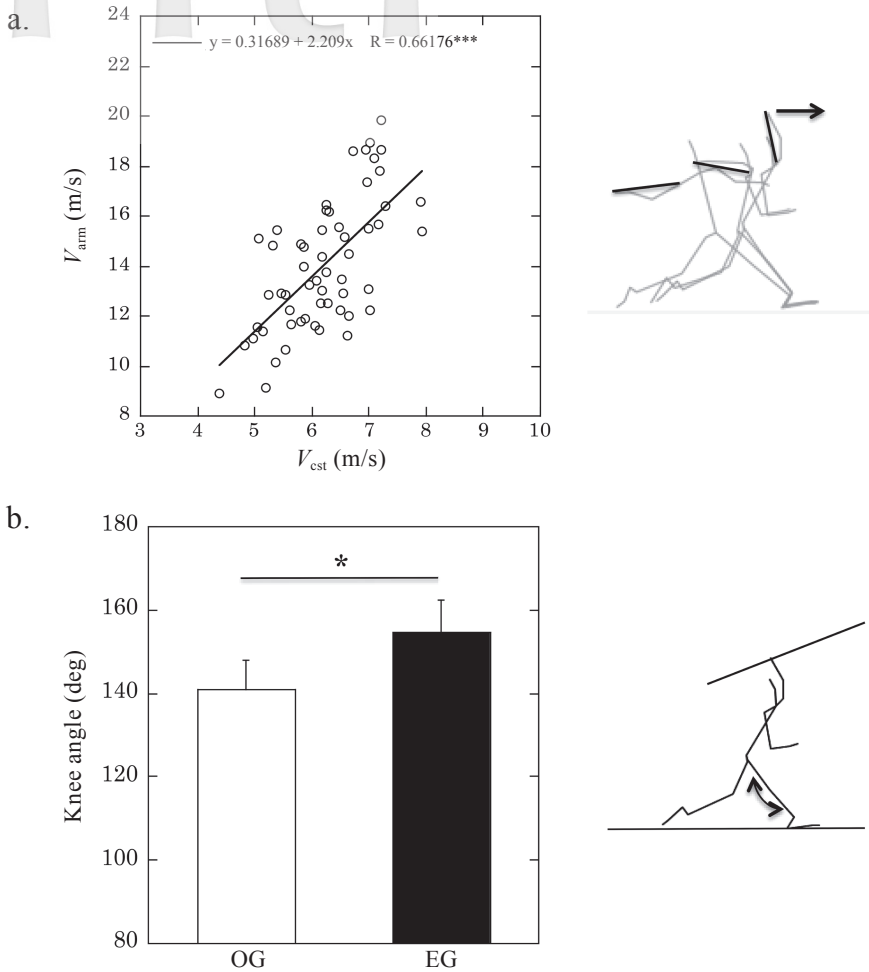 a.
24
22
20
18
16
14
12
10
8
y = 0.31689 + 2.209x R = 0.66176***
V_arm (m/s)
3 4 5 6 7 8 9 10
V_cst (m/s)
b.
180
160
140
120
100
80
*
Knee angle (deg)
OG EG